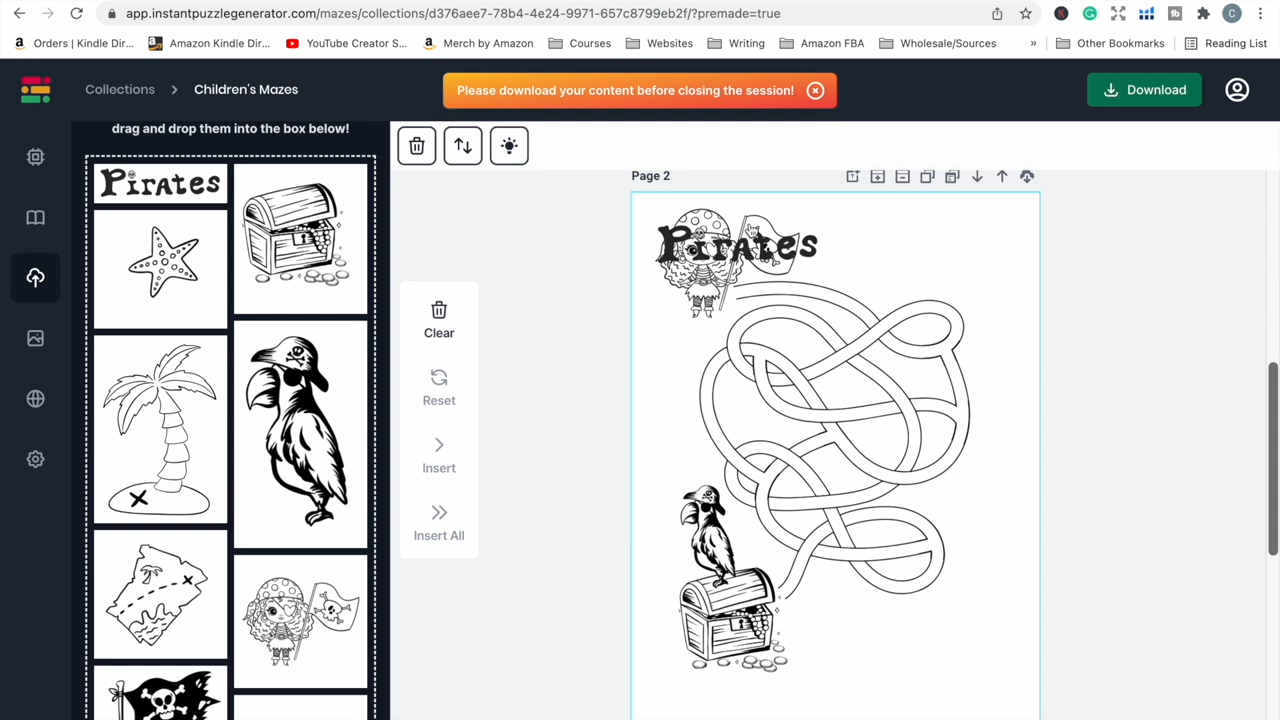 app.instantpuzzlegenerator.com/mazes/collections/d376aee7-78b4-4e24-9971-657c8799eb2f/?premade=true
Orders | Kindle Dir...
Amazon Kindle Dir...
YouTube Creator S...
Merch by Amazon
Courses
Websites
Writing
Amazon FBA
Wholesale/Sources
»
Other Bookmarks
Reading List
Collections > Children's Mazes
Please download your content before closing the session!
Download
drag and drop them into the box below!
Pirates
Page 2
Pirates
Clear
Reset
Insert
Insert All